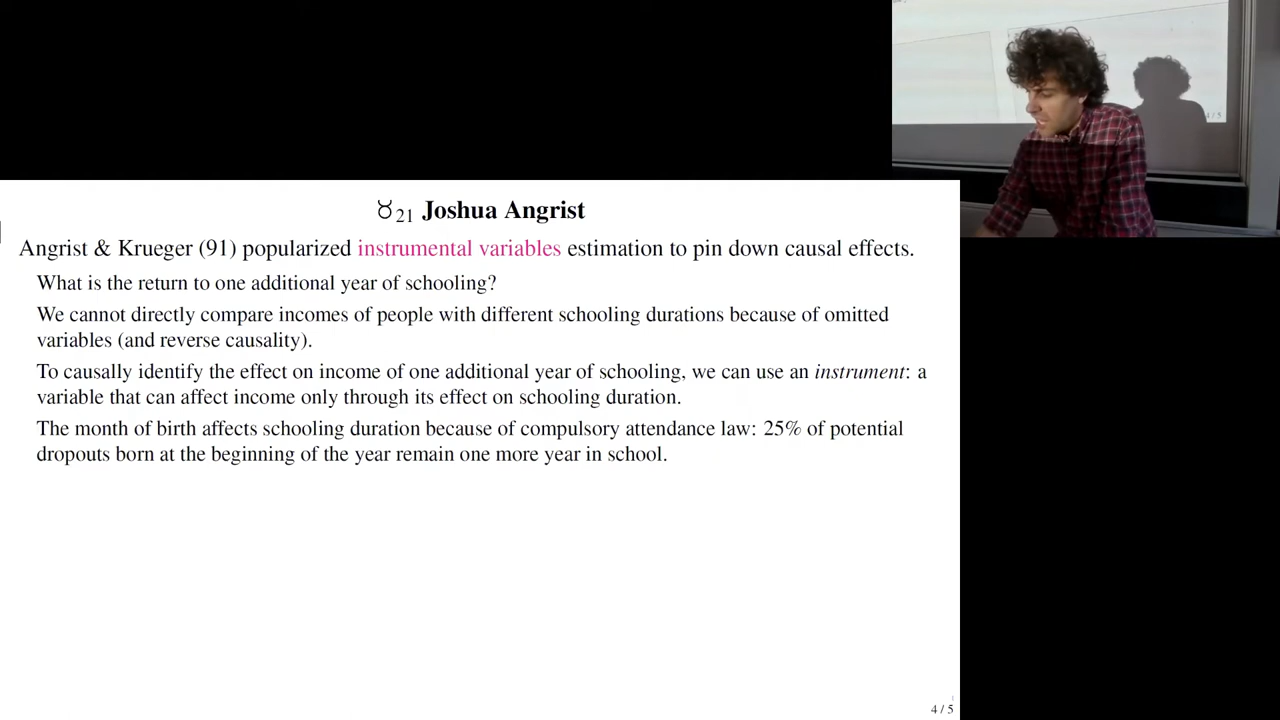 ♉21 Joshua Angrist
Angrist & Krueger (91) popularized instrumental variables estimation to pin down causal effects.
What is the return to one additional year of schooling?
We cannot directly compare incomes of people with different schooling durations because of omitted
variables (and reverse causality).
To causally identify the effect on income of one additional year of schooling, we can use an instrument: a
variable that can affect income only through its effect on schooling duration.
The month of birth affects schooling duration because of compulsory attendance law: 25% of potential
dropouts born at the beginning of the year remain one more year in school.
4 / 5
4 / 5